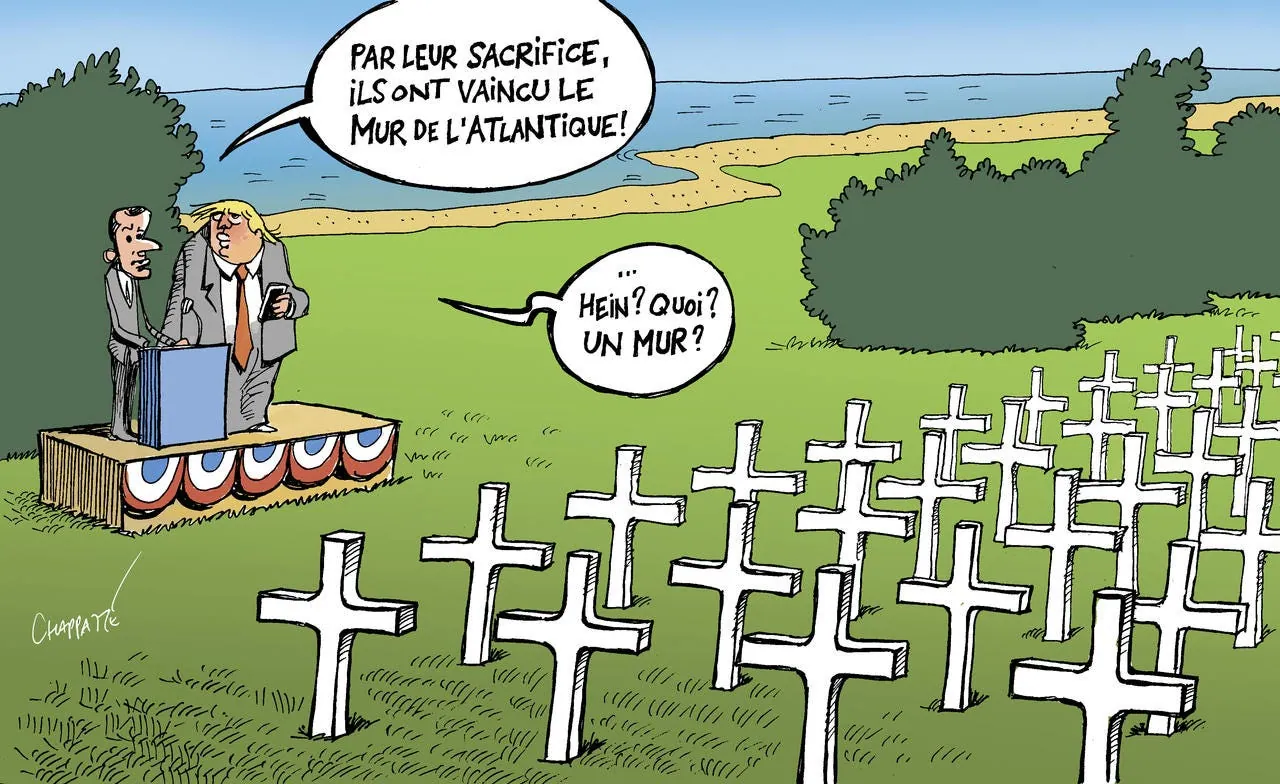 PAR LEUR SACRIFICE,
iLS ONT VAiNCU LE
MUR DE L'ATLANTIQUE!
...
HEiN? QUOi?
UN MUR?
CHAPPATTE